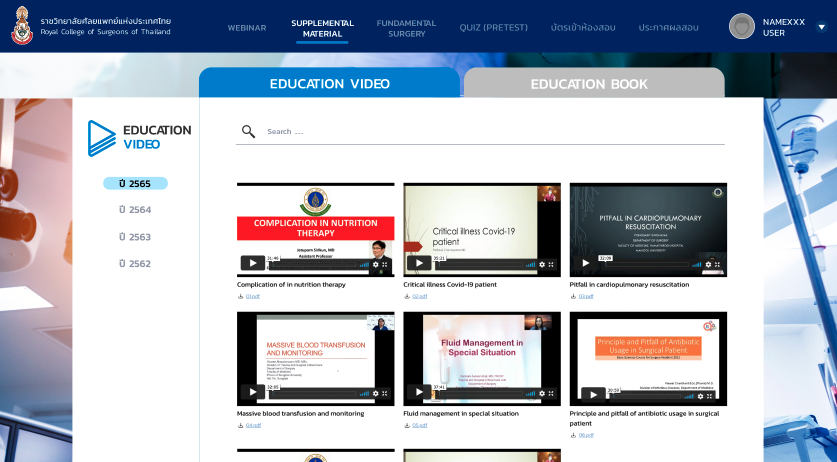 ราชวิทยาลัยศัลยแพทย์แห่งประเทศไทย
Royal College of Surgeons of Thailand
WEBINAR
SUPPLEMENTAL
MATERIAL
FUNDAMENTAL
SURGERY
QUIZ (PRETEST)
บัตรเข้าห้องสอบ
ประกาศผลสอบ
NAMEXXX
USER
EDUCATION VIDEO
EDUCATION BOOK
EDUCATION
VIDEO
Search .....
ปี 2565
ปี 2564
ปี 2563
ปี 2562
COMPLICATION IN NUTRITION
THERAPY
Assistant Professor
31:46
Complication of in nutrition therapy
01.pdf
Critical illness Covid-19
patient
35:21
Critical illness Covid-19 patient
02.pdf
PITFALL IN CARDIOPULMONARY
RESUSCITATION
32:09
Pitfall in cardiopulmonary resuscitation
03.pdf
MASSIVE BLOOD TRANSFUSION
AND MONITORING
32:05
Massive blood transfusion and monitoring
04.pdf
Fluid Management in
Special Situation
37:41
Fluid management in special situation
05.pdf
Principle and Pitfall of Antibiotic
Usage in Surgical Patient
30:58
Principle and pitfall of antibiotic usage in surgical
patient
06.pdf